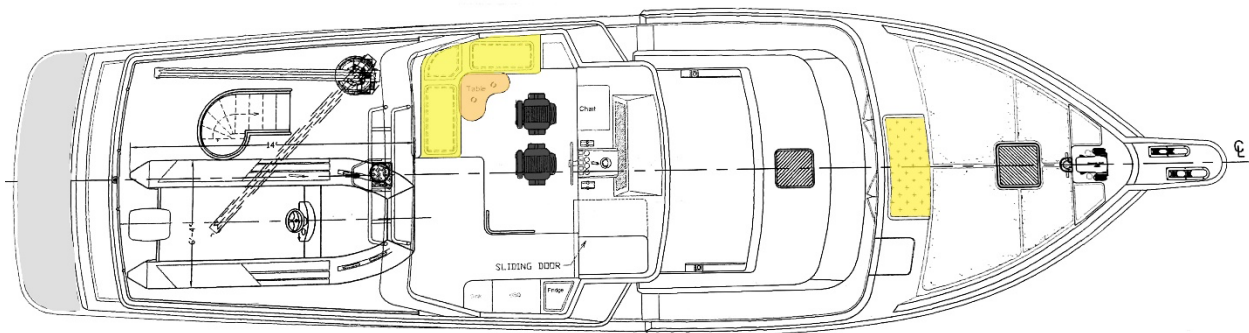 Table
Chart
14'
6'-4"
SLIDING DOOR
BBQ
Fridge
℄